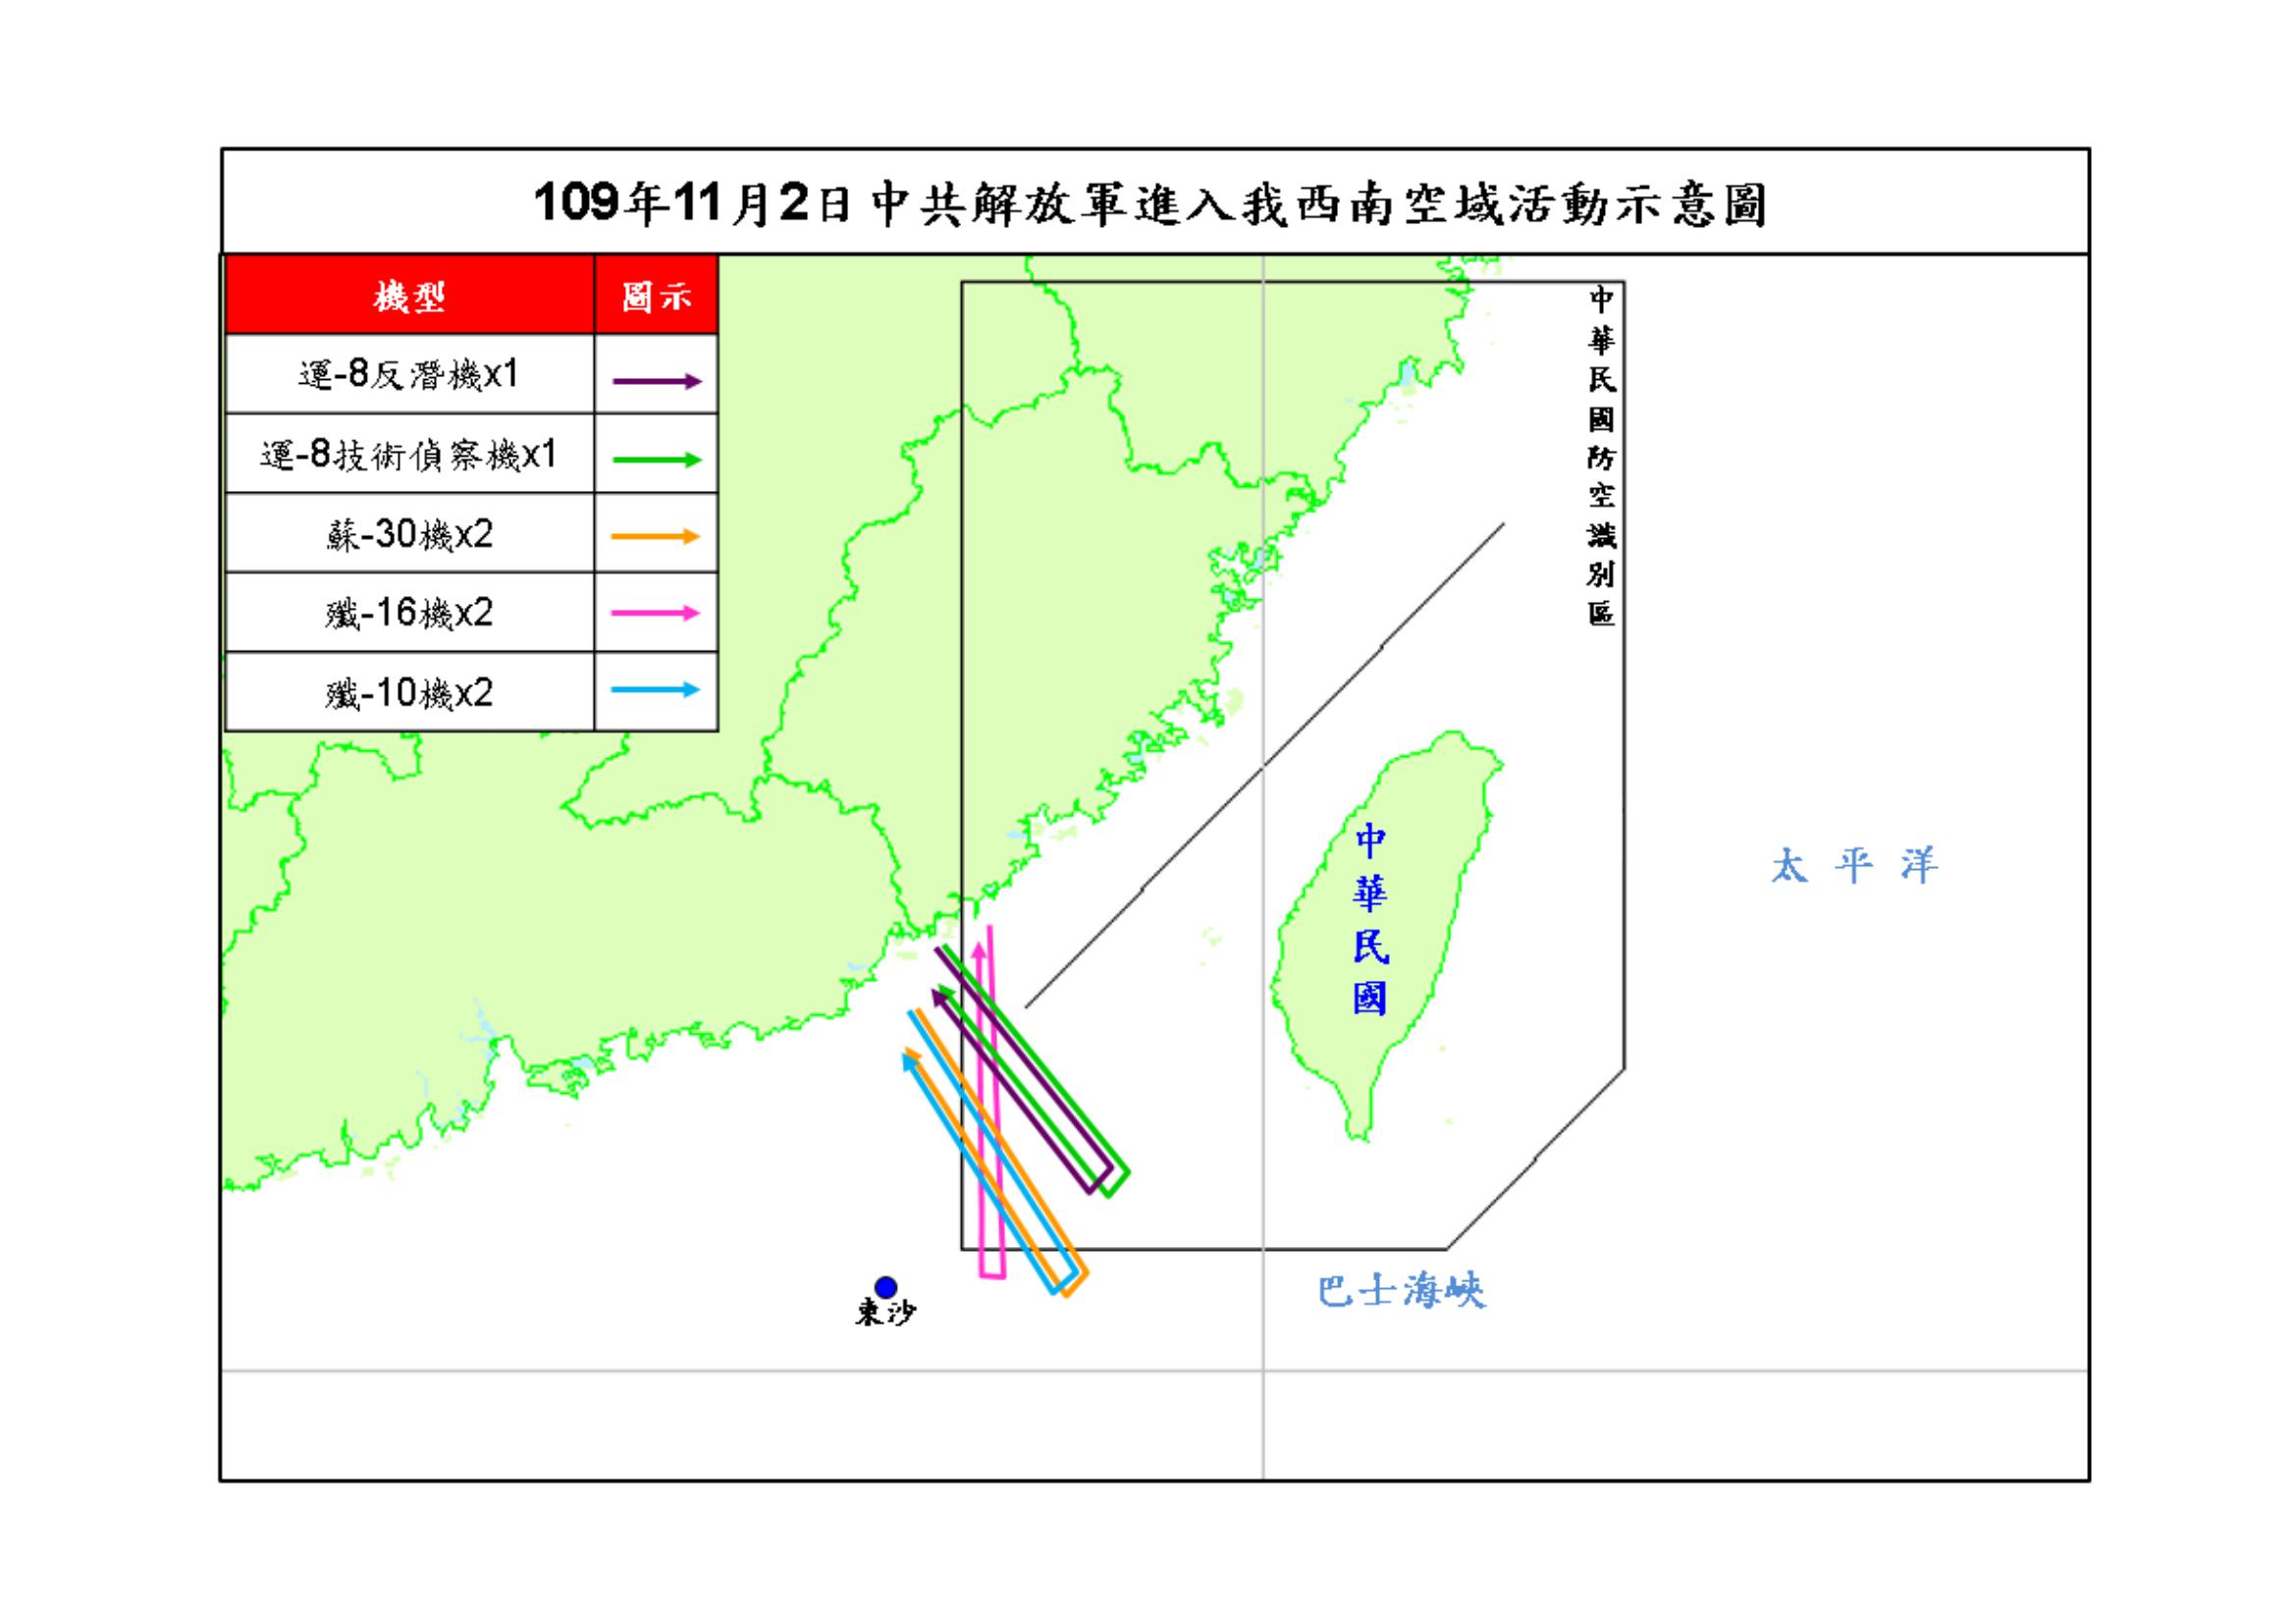 109年11月2日中共解放軍進入我西南空域活動示意圖
機型 圖示
運-8反潛機x1
運-8技術偵察機x1
蘇-30機x2
殲-16機x2
殲-10機x2
中華民國防空識別區
中華民國
太平洋
巴士海峽
東沙